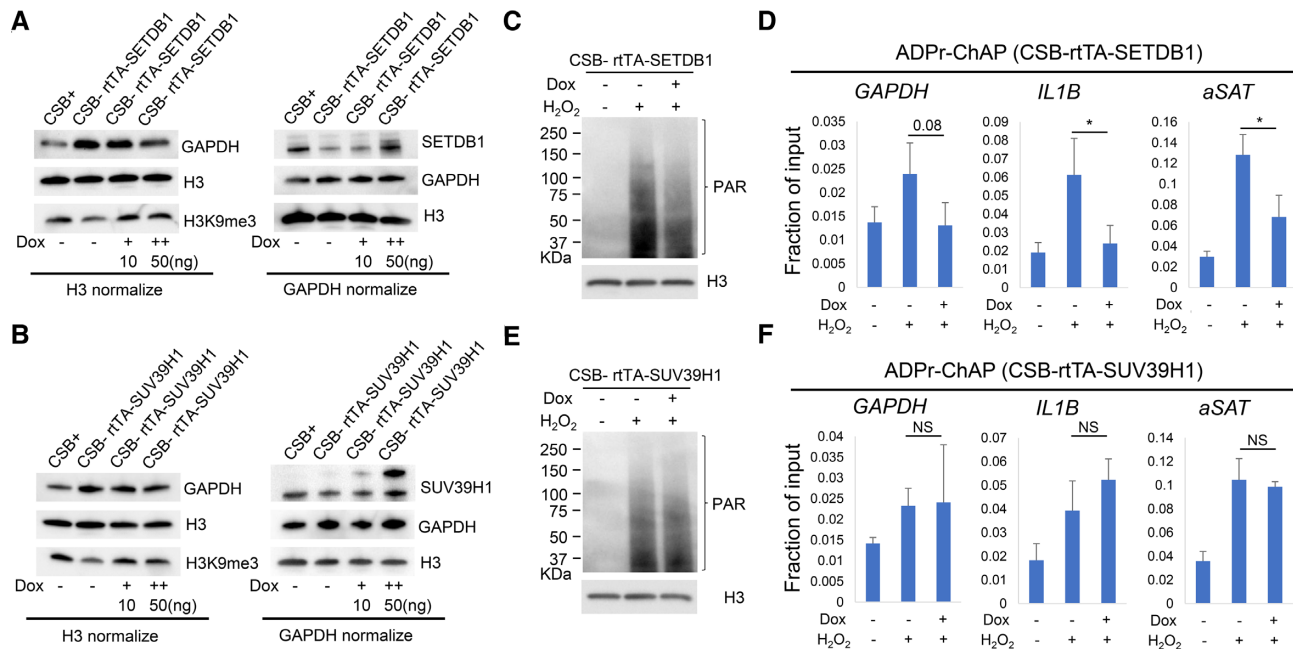 A
CSB+
CSB- rtTA-SETDB1
CSB- rtTA-SETDB1
CSB- rtTA-SETDB1
GAPDH
H3
H3K9me3
Dox - - + ++
10 50(ng)
H3 normalize
CSB+
CSB- rtTA-SETDB1
CSB- rtTA-SETDB1
CSB- rtTA-SETDB1
SETDB1
GAPDH
H3
- - + ++
10 50(ng)
GAPDH normalize
B
CSB+
CSB- rtTA-SUV39H1
CSB- rtTA-SUV39H1
CSB- rtTA-SUV39H1
GAPDH
H3
H3K9me3
Dox - - + ++
10 50(ng)
H3 normalize
CSB+
CSB- rtTA-SUV39H1
CSB- rtTA-SUV39H1
CSB- rtTA-SUV39H1
SUV39H1
GAPDH
H3
Dox - - + ++
10 50(ng)
GAPDH normalize
C
CSB- rtTA-SETDB1
Dox - - +
H₂O₂ - + +
250
150
100
75
50
37
KDa
PAR
H3
D
ADPr-ChAP (CSB-rtTA-SETDB1)
Fraction of input
GAPDH
0.035
0.03
0.025
0.02
0.015
0.01
0.005
0
0.08
Dox - - +
H₂O₂ - + +
IL1B
0.09
0.08
0.07
0.06
0.05
0.04
0.03
0.02
0.01
0
*
Dox - - +
H₂O₂ - + +
aSAT
0.16
0.14
0.12
0.1
0.08
0.06
0.04
0.02
0
*
Dox - - +
H₂O₂ - + +
E
CSB- rtTA-SUV39H1
Dox - - +
H₂O₂ - + +
250
150
100
75
50
37
KDa
PAR
H3
F
ADPr-ChAP (CSB-rtTA-SUV39H1)
Fraction of input
GAPDH
0.04
0.035
0.03
0.025
0.02
0.015
0.01
0.005
0
NS
Dox - - +
H₂O₂ - + +
IL1B
0.07
0.06
0.05
0.04
0.03
0.02
0.01
0
NS
Dox - - +
H₂O₂ - + +
aSAT
0.14
0.12
0.1
0.08
0.06
0.04
0.02
0
NS
Dox - - +
H₂O₂ - + +